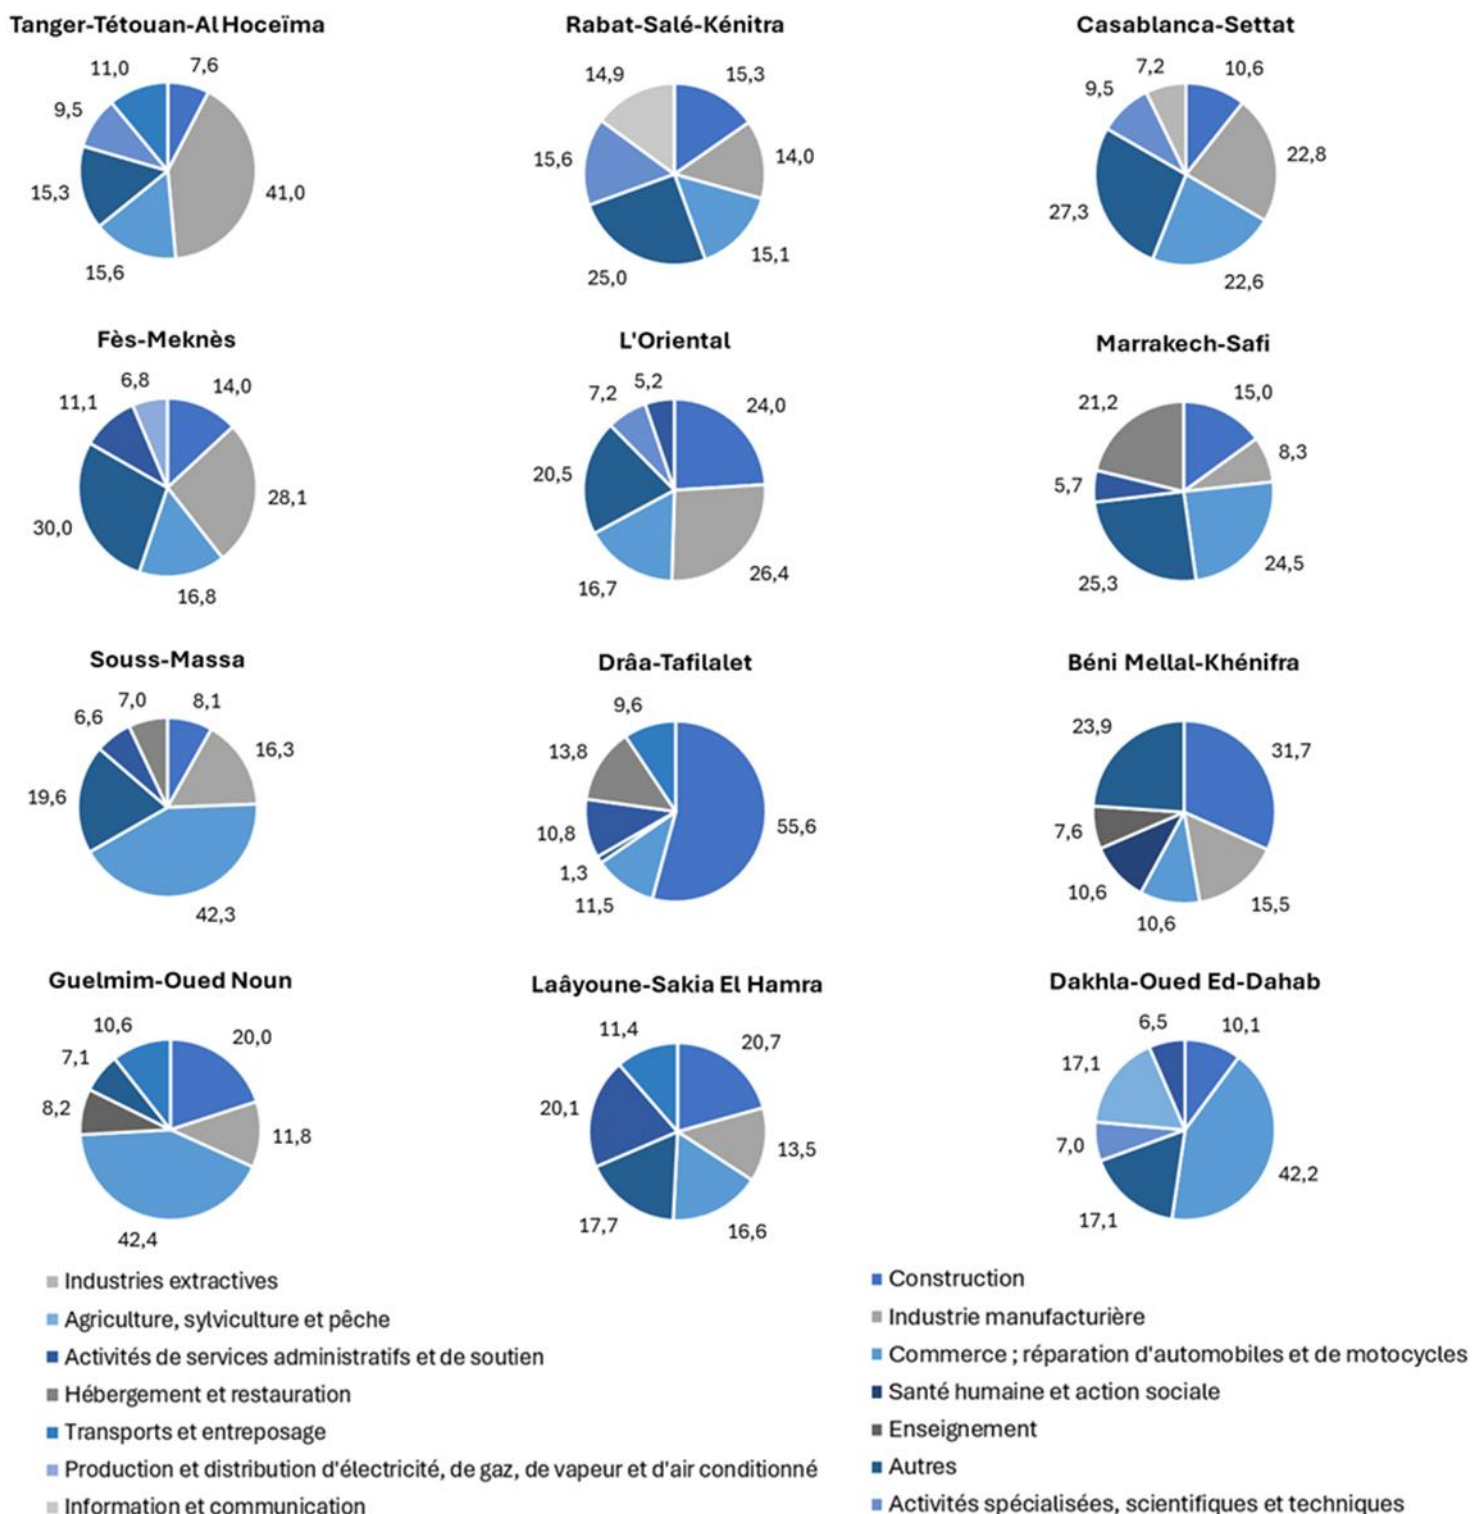 Tanger-Tétouan-Al Hoceïma
11,0
7,6
9,5
15,3
41,0
15,6
Rabat-Salé-Kénitra
14,9
15,3
15,6
14,0
15,1
25,0
Casablanca-Settat
7,2
10,6
9,5
22,8
27,3
22,6
Fès-Meknès
6,8
14,0
11,1
28,1
30,0
16,8
L'Oriental
5,2
7,2
24,0
20,5
26,4
16,7
Marrakech-Safi
15,0
21,2
8,3
5,7
24,5
25,3
Souss-Massa
7,0
8,1
6,6
16,3
19,6
42,3
Drâa-Tafilalet
9,6
13,8
55,6
10,8
1,3
11,5
Béni Mellal-Khénifra
23,9
31,7
7,6
10,6
15,5
10,6
Guelmim-Oued Noun
10,6
20,0
7,1
8,2
11,8
42,4
Laâyoune-Sakia El Hamra
11,4
20,7
20,1
13,5
17,7
16,6
Dakhla-Oued Ed-Dahab
6,5
10,1
17,1
7,0
42,2
17,1
Industries extractives
Agriculture, sylviculture et pêche
Activités de services administratifs et de soutien
Hébergement et restauration
Transports et entreposage
Production et distribution d'électricité, de gaz, de vapeur et d'air conditionné
Information et communication
Construction
Industrie manufacturière
Commerce ; réparation d'automobiles et de motocycles
Santé humaine et action sociale
Enseignement
Autres
Activités spécialisées, scientifiques et techniques